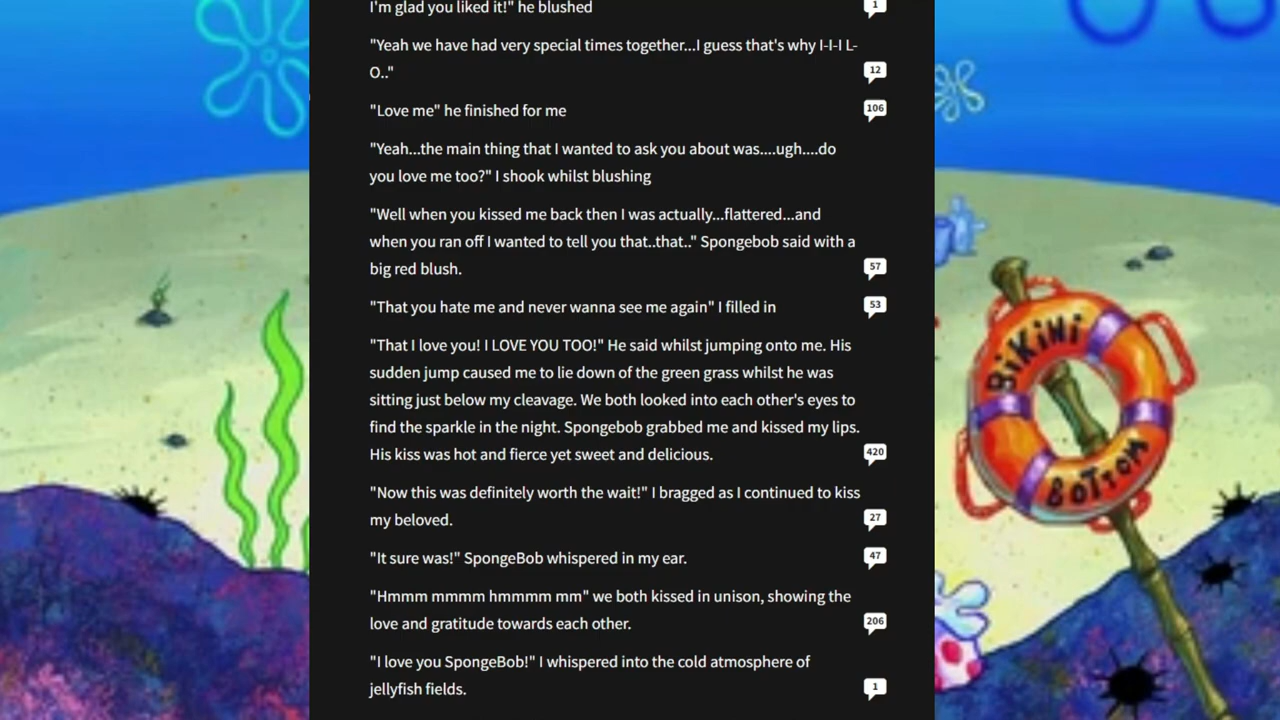 I'm glad you liked it!" he blushed
1
"Yeah we have had very special times together...I guess that's why I-I-I L-
O.."
12
"Love me" he finished for me
106
"Yeah...the main thing that I wanted to ask you about was....ugh....do
you love me too?" I shook whilst blushing
"Well when you kissed me back then I was actually...flattered...and
when you ran off I wanted to tell you that..that.." Spongebob said with a
big red blush.
57
"That you hate me and never wanna see me again" I filled in
53
"That I love you! I LOVE YOU TOO!" He said whilst jumping onto me. His
sudden jump caused me to lie down of the green grass whilst he was
sitting just below my cleavage. We both looked into each other's eyes to
find the sparkle in the night. Spongebob grabbed me and kissed my lips.
His kiss was hot and fierce yet sweet and delicious.
420
"Now this was definitely worth the wait!" I bragged as I continued to kiss
my beloved.
27
"It sure was!" SpongeBob whispered in my ear.
47
"Hmmm mmmm hmmmm mm" we both kissed in unison, showing the
love and gratitude towards each other.
206
"I love you SpongeBob!" I whispered into the cold atmosphere of
jellyfish fields.
1
BiKiNi
BOTTOM